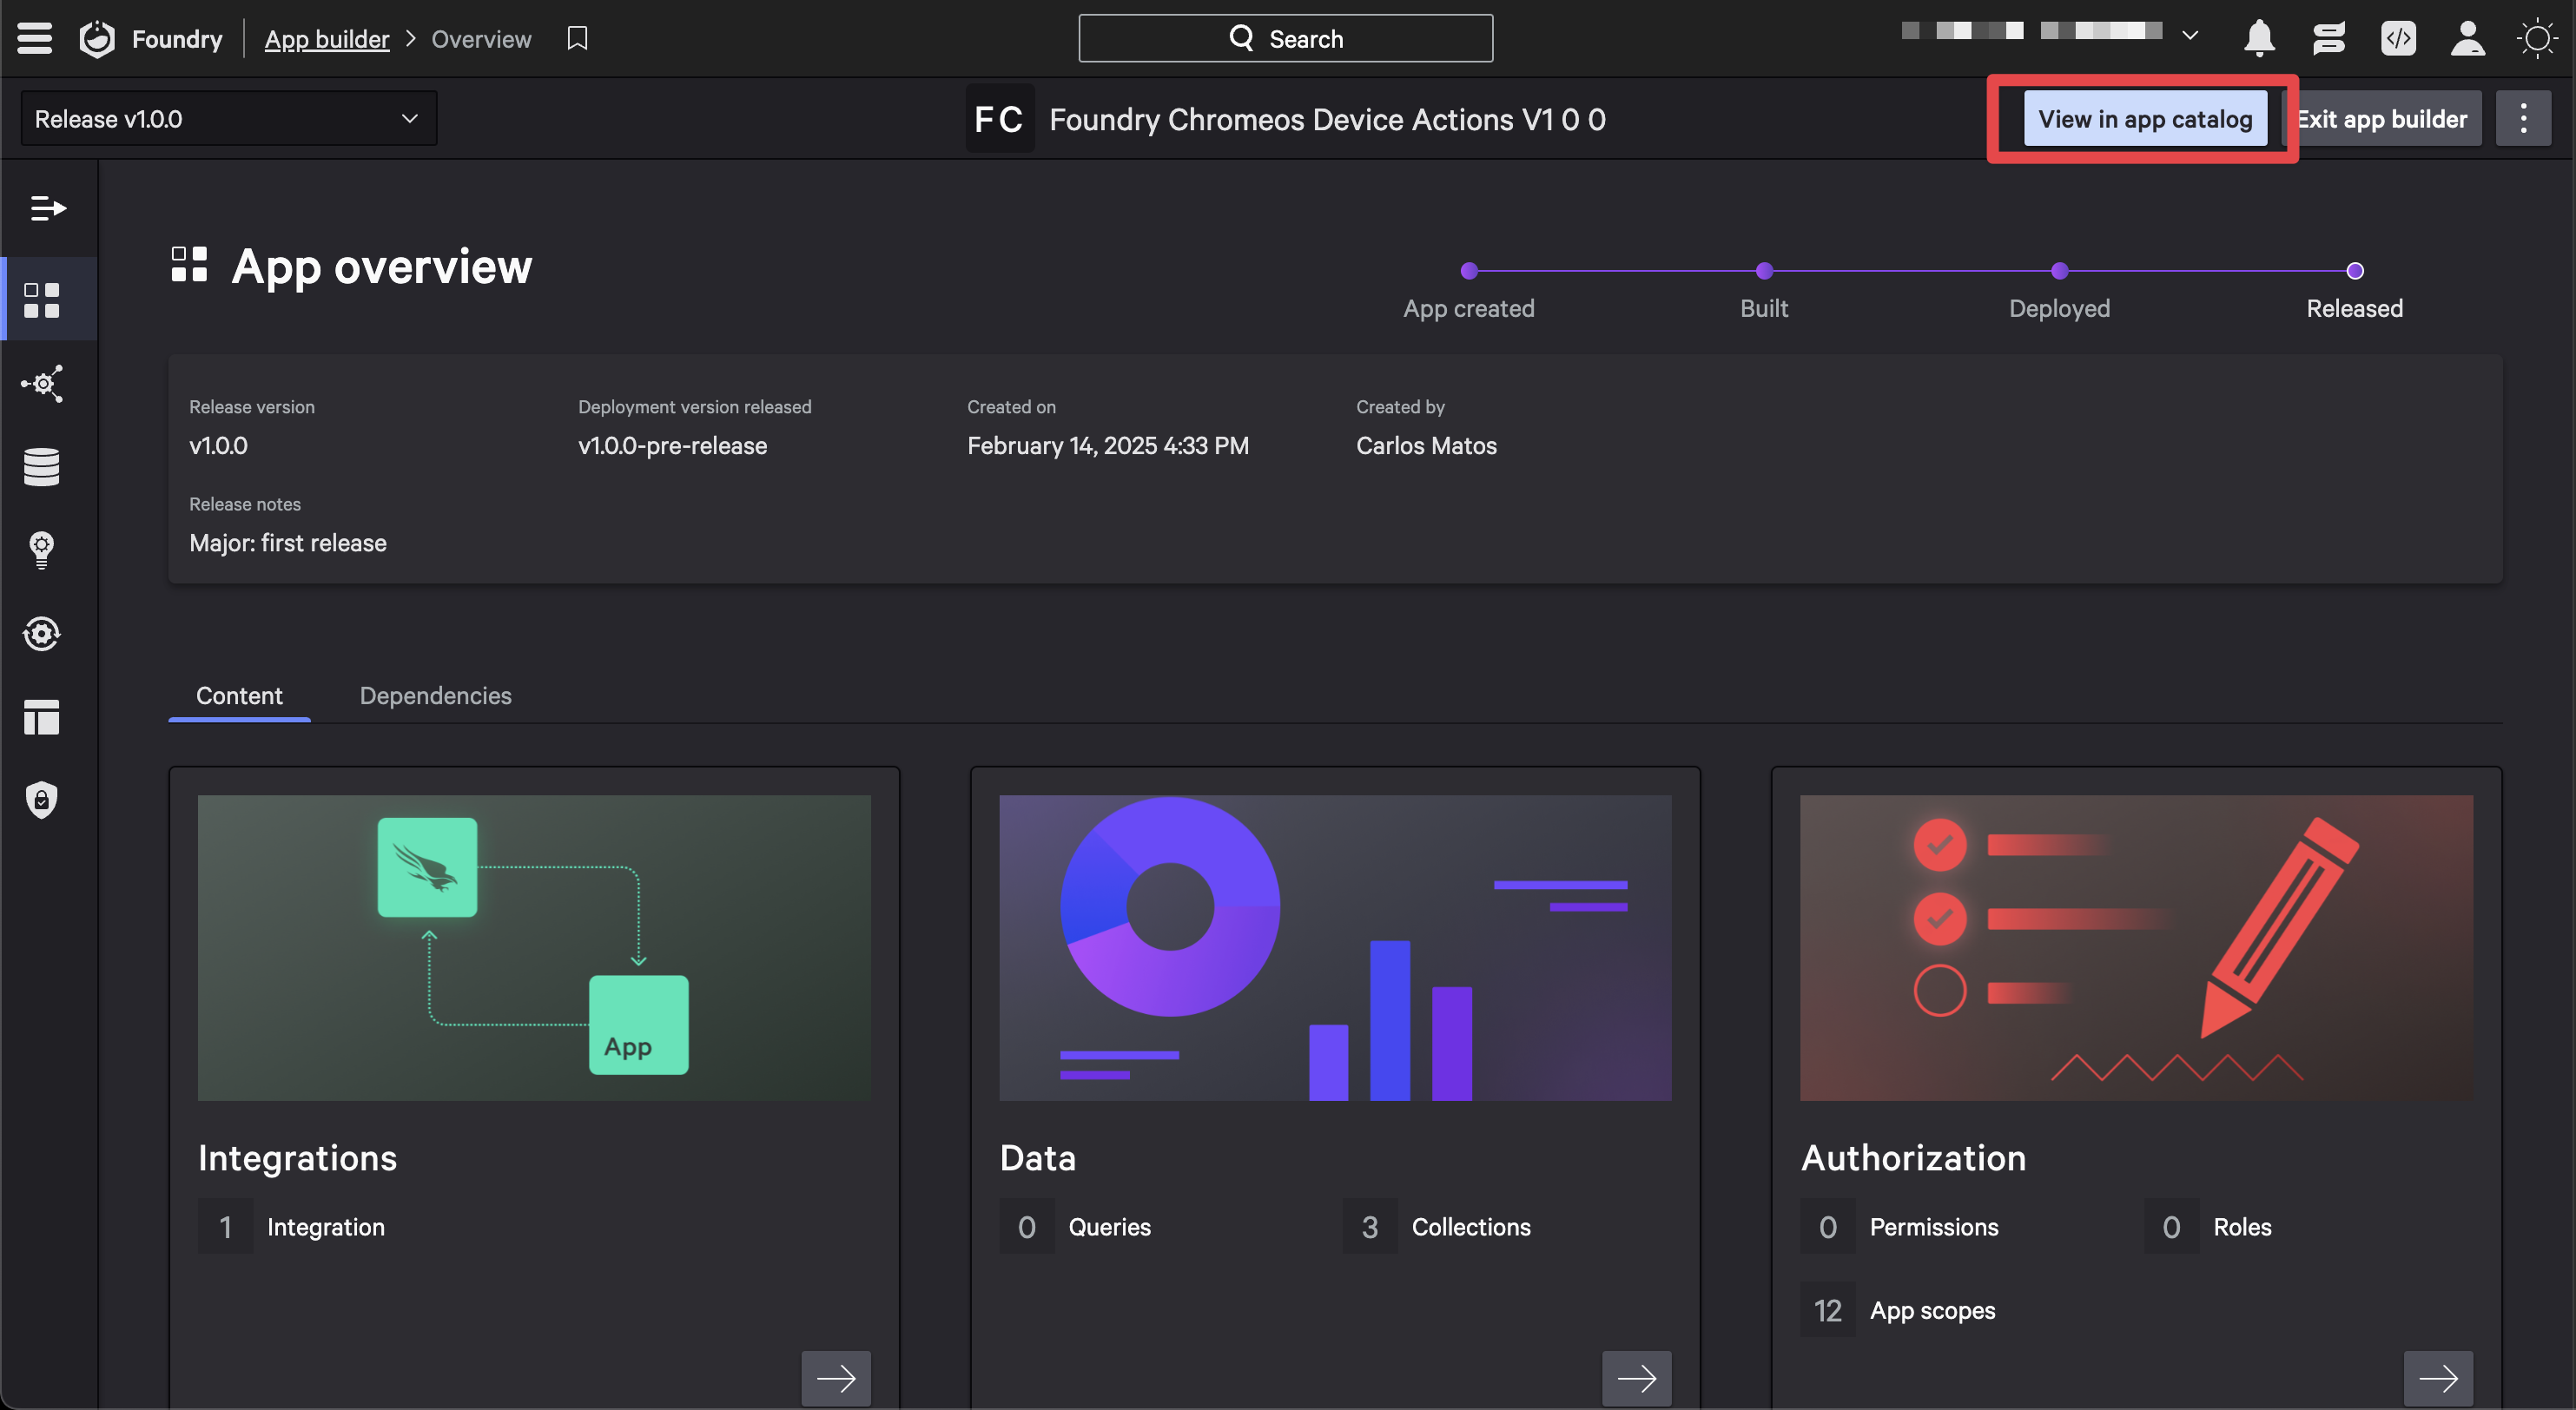 Foundry
App builder > Overview
Search
Release v1.0.0
FC
Foundry Chromeos Device Actions V1 0 0
View in app catalog
Exit app builder
App overview
App created
Built
Deployed
Released
Release version
v1.0.0
Deployment version released
v1.0.0-pre-release
Created on
February 14, 2025 4:33 PM
Created by
Carlos Matos
Release notes
Major: first release
Content
Dependencies
App
Integrations
1 Integration
Data
0 Queries
3 Collections
Authorization
0 Permissions
0 Roles
12 App scopes